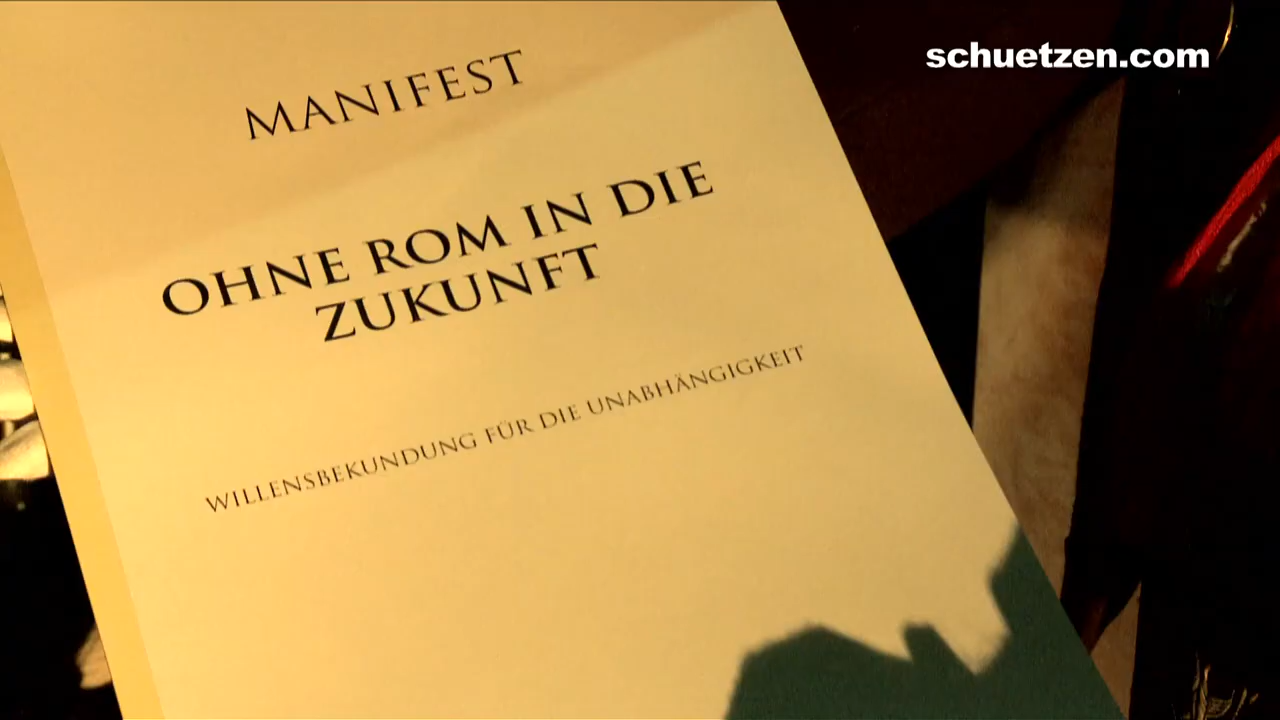 schuetzen.com
MANIFEST
OHNE ROM IN DIE
ZUKUNFT
WILLENSBEKUNDUNG FÜR DIE UNABHÄNGIGKEIT